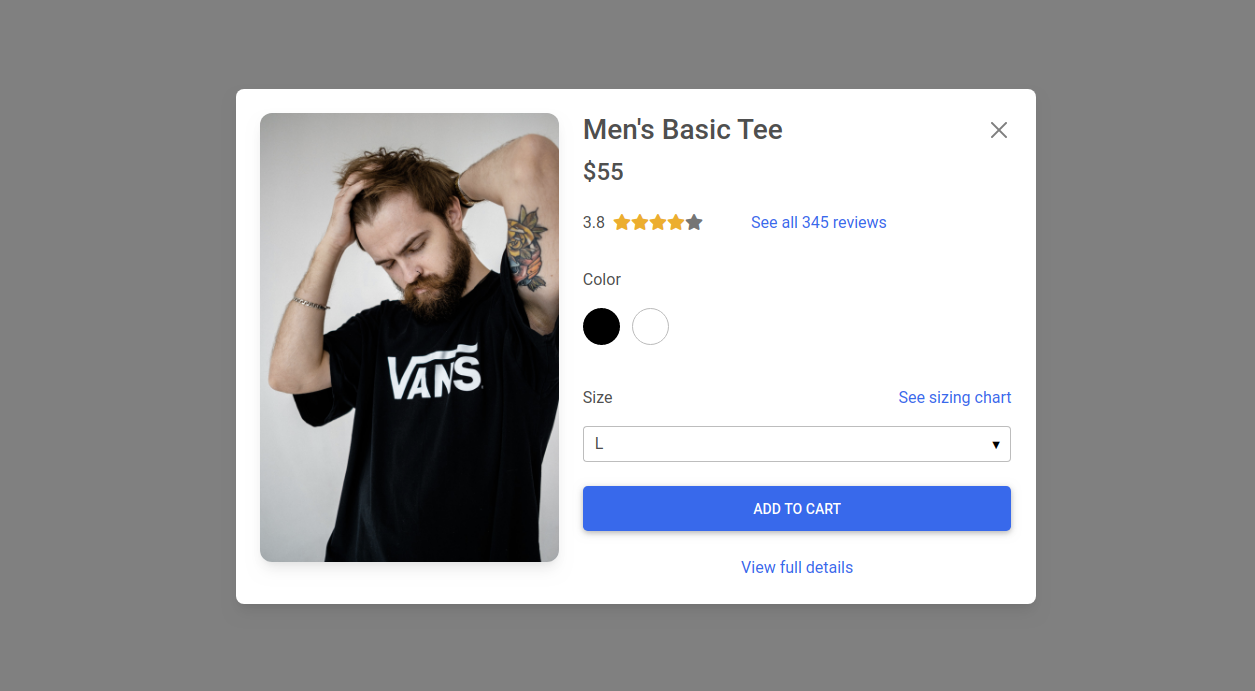 VANS
Men's Basic Tee
$55
3.8 See all 345 reviews
Color
Size See sizing chart
L
ADD TO CART
View full details